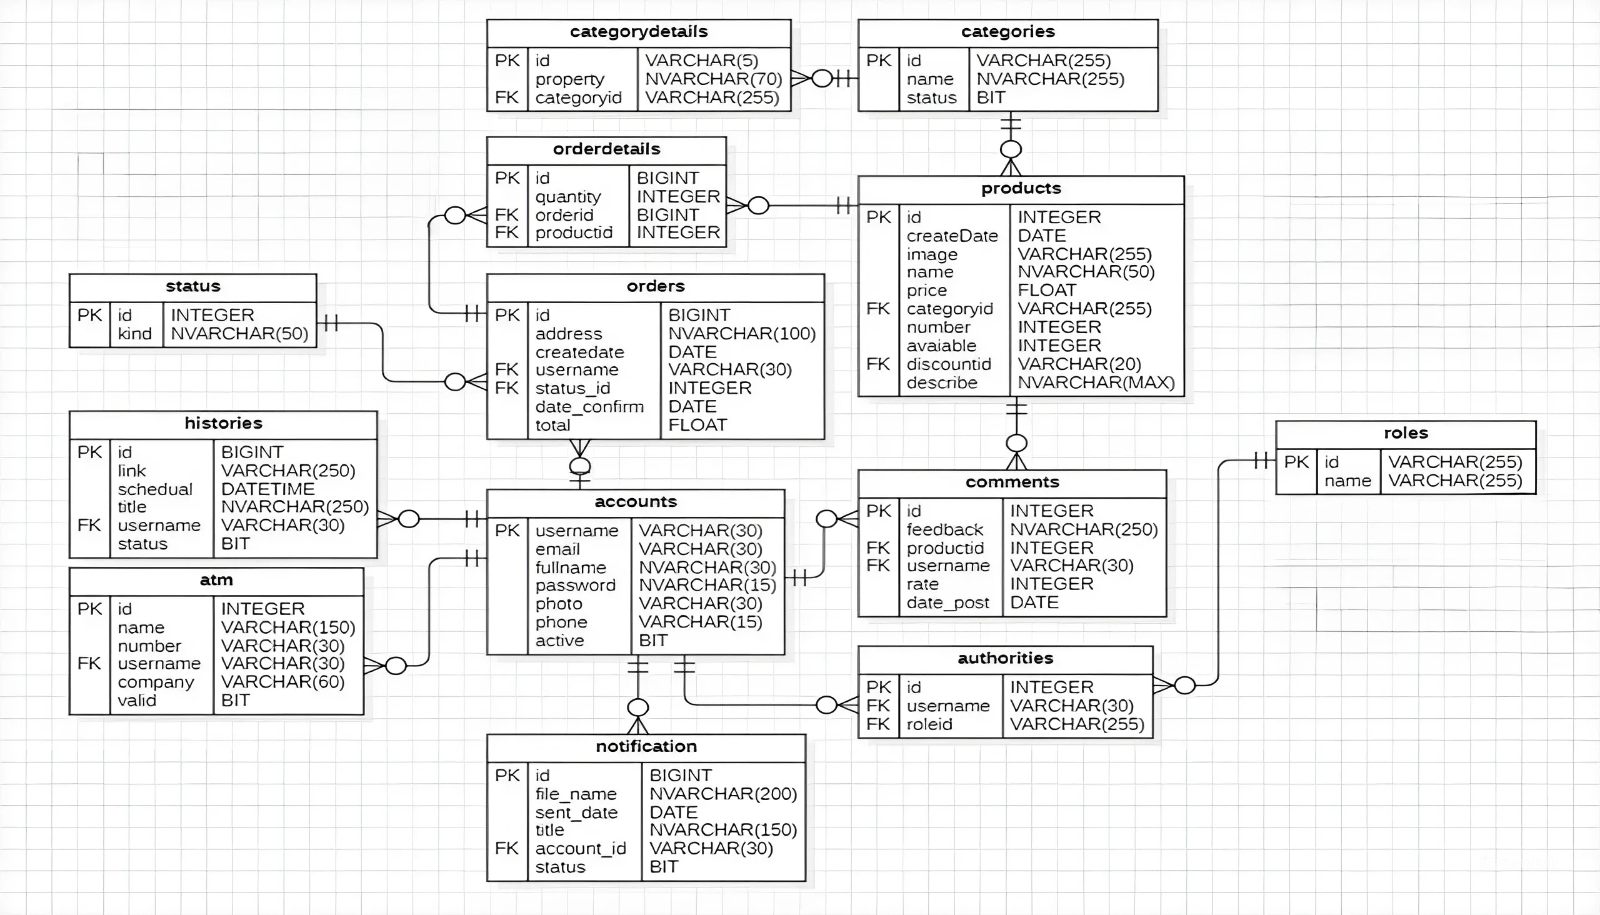 categorydetails
PK id VARCHAR(5)
property NVARCHAR(70)
FK categoryid VARCHAR(255)
categories
PK id VARCHAR(255)
name NVARCHAR(255)
status BIT
orderdetails
PK id BIGINT
quantity INTEGER
FK orderid BIGINT
FK productid INTEGER
products
PK id INTEGER
createDate DATE
image VARCHAR(255)
name NVARCHAR(50)
price FLOAT
FK categoryid VARCHAR(255)
number INTEGER
avaiable INTEGER
FK discountid VARCHAR(20)
describe NVARCHAR(MAX)
status
PK id INTEGER
kind NVARCHAR(50)
orders
PK id BIGINT
address NVARCHAR(100)
createdate DATE
FK username VARCHAR(30)
FK status_id INTEGER
date_confirm DATE
total FLOAT
histories
PK id BIGINT
link VARCHAR(250)
schedual DATETIME
title NVARCHAR(250)
FK username VARCHAR(30)
status BIT
roles
PK id VARCHAR(255)
name VARCHAR(255)
accounts
PK username VARCHAR(30)
email VARCHAR(30)
fullname NVARCHAR(30)
password NVARCHAR(15)
photo VARCHAR(30)
phone VARCHAR(15)
active BIT
comments
PK id INTEGER
feedback NVARCHAR(250)
FK productid INTEGER
FK username VARCHAR(30)
rate INTEGER
date_post DATE
atm
PK id INTEGER
name VARCHAR(150)
number VARCHAR(30)
FK username VARCHAR(30)
company VARCHAR(60)
valid BIT
authorities
PK id INTEGER
FK username VARCHAR(30)
FK roleid VARCHAR(255)
notification
PK id BIGINT
file_name NVARCHAR(200)
sent_date DATE
title NVARCHAR(150)
FK account_id VARCHAR(30)
status BIT